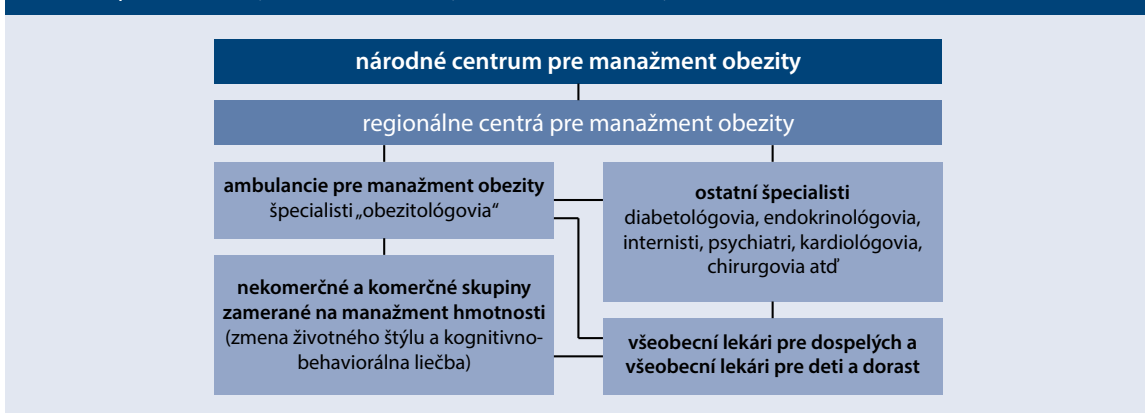 národné centrum pre manažment obezity
regionálne centrá pre manažment obezity
ambulancie pre manažment obezity
špecialisti „obezitológovia“
nekomerčné a komerčné skupiny
zamerané na manažment hmotnosti
(zmena životného štýlu a kognitívno-
behaviorálna liečba)
ostatní špecialisti
diabetológovia, endokrinológovia,
internisti, psychiatri, kardiológovia,
chirurgovia atď
všeobecní lekári pre dospelých a
všeobecní lekári pre deti a dorast